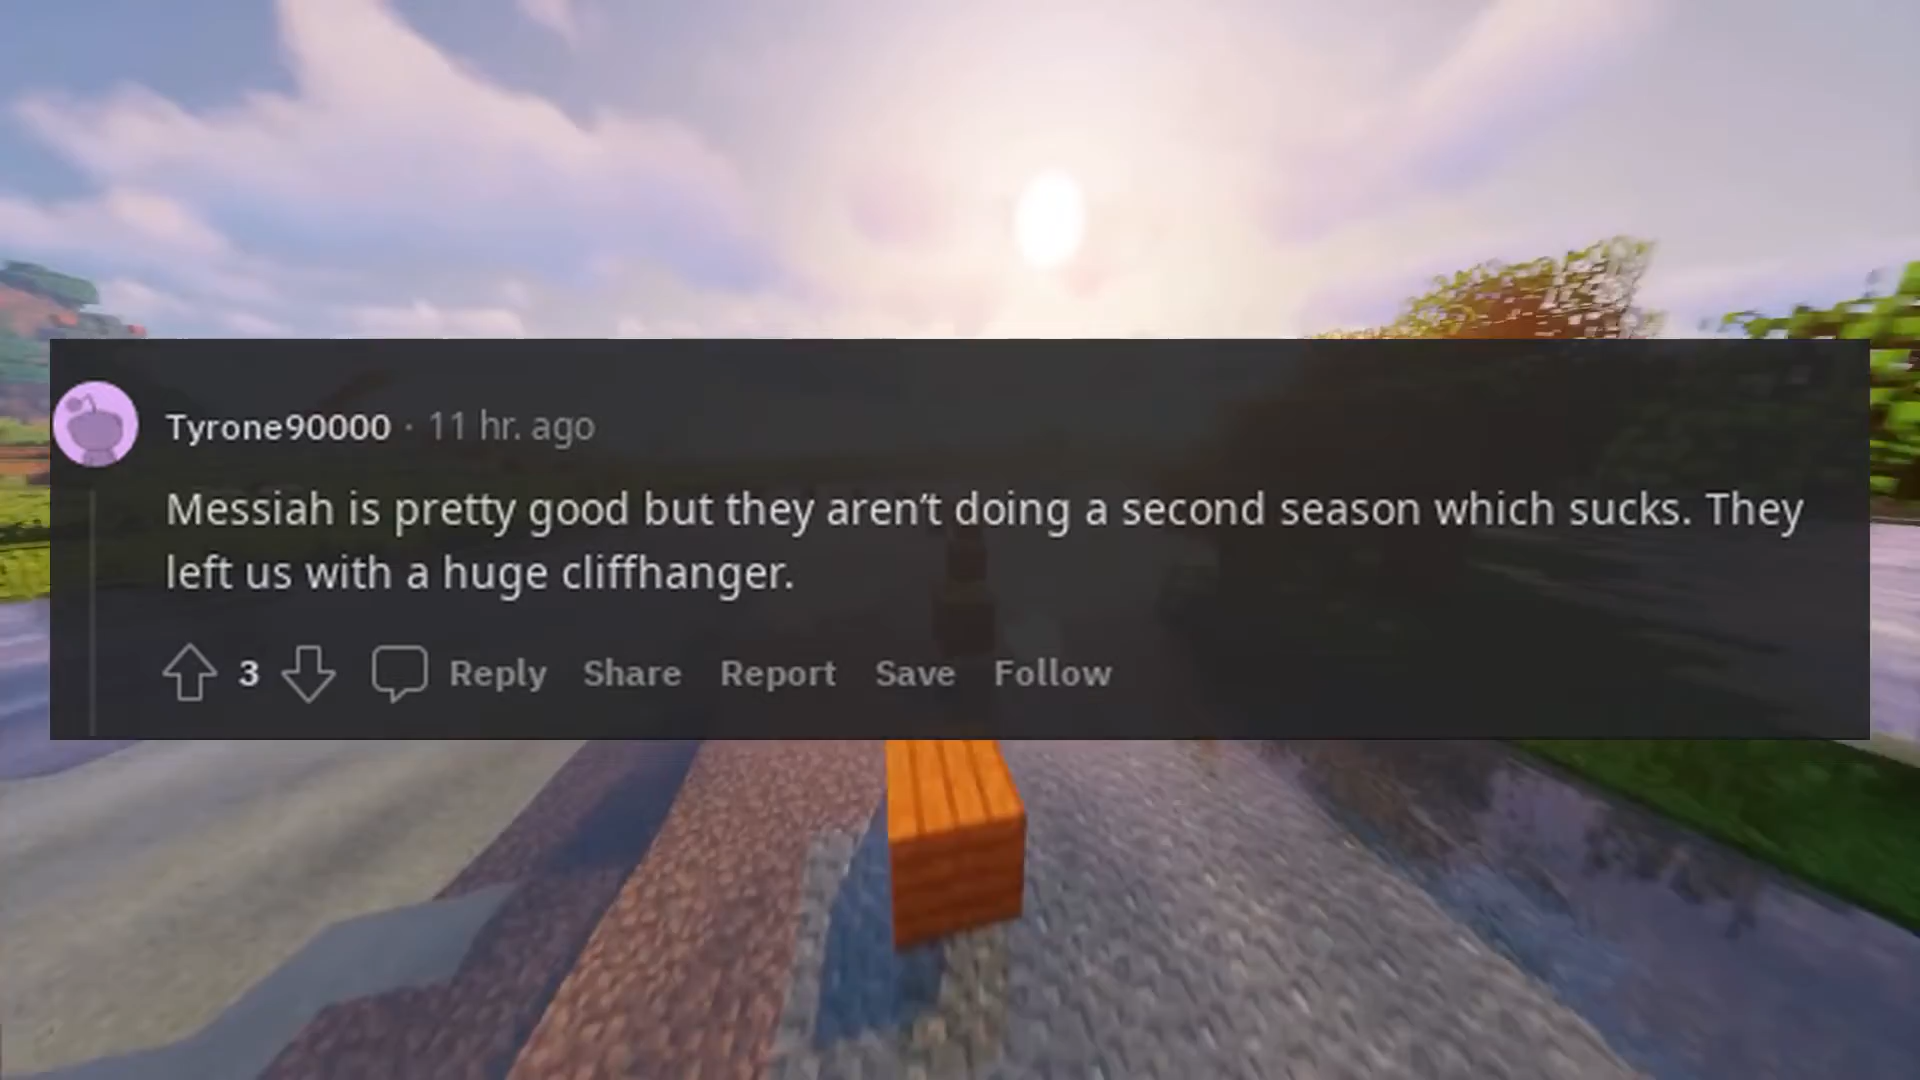 Tyrone90000 · 11 hr. ago
Messiah is pretty good but they aren’t doing a second season which sucks. They
left us with a huge cliffhanger.
3 Reply Share Report Save Follow